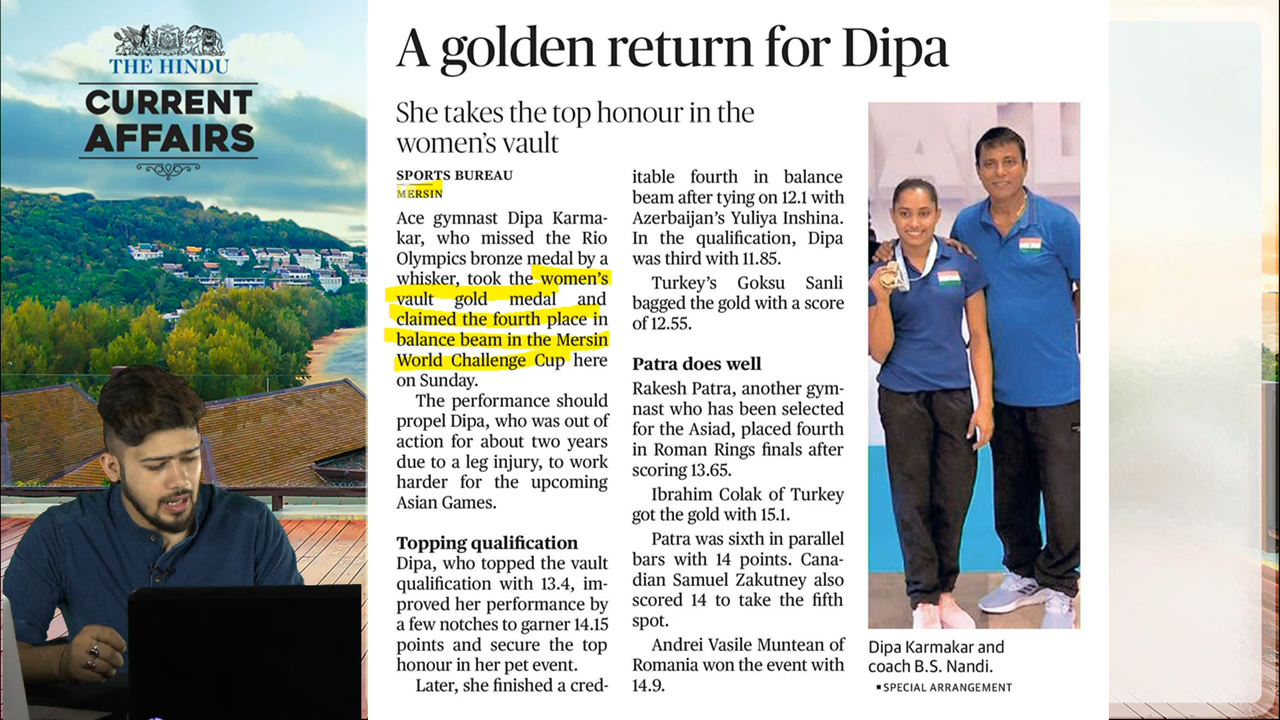 THE HINDU
CURRENT
AFFAIRS
A golden return for Dipa
She takes the top honour in the
women's vault
SPORTS BUREAU
MERSIN
Ace gymnast Dipa Karma-
kar, who missed the Rio
Olympics bronze medal by a
whisker, took the women's
vault gold medal and
claimed the fourth place in
balance beam in the Mersin
World Challenge Cup here
on Sunday.
The performance should
propel Dipa, who was out of
action for about two years
due to a leg injury, to work
harder for the upcoming
Asian Games.
Topping qualification
Dipa, who topped the vault
qualification with 13.4, im-
proved her performance by
a few notches to garner 14.15
points and secure the top
honour in her pet event.
Later, she finished a cred-
itable fourth in balance
beam after tying on 12.1 with
Azerbaijan's Yuliya Inshina.
In the qualification, Dipa
was third with 11.85.
Turkey's Goksu Sanli
bagged the gold with a score
of 12.55.
Patra does well
Rakesh Patra, another gym-
nast who has been selected
for the Asiad, placed fourth
in Roman Rings finals after
scoring 13.65.
Ibrahim Colak of Turkey
got the gold with 15.1.
Patra was sixth in parallel
bars with 14 points. Cana-
dian Samuel Zakutney also
scored 14 to take the fifth
spot.
Andrei Vasile Muntean of
Romania won the event with
14.9.
Dipa Karmakar and
coach B.S. Nandi.
▪SPECIAL ARRANGEMENT